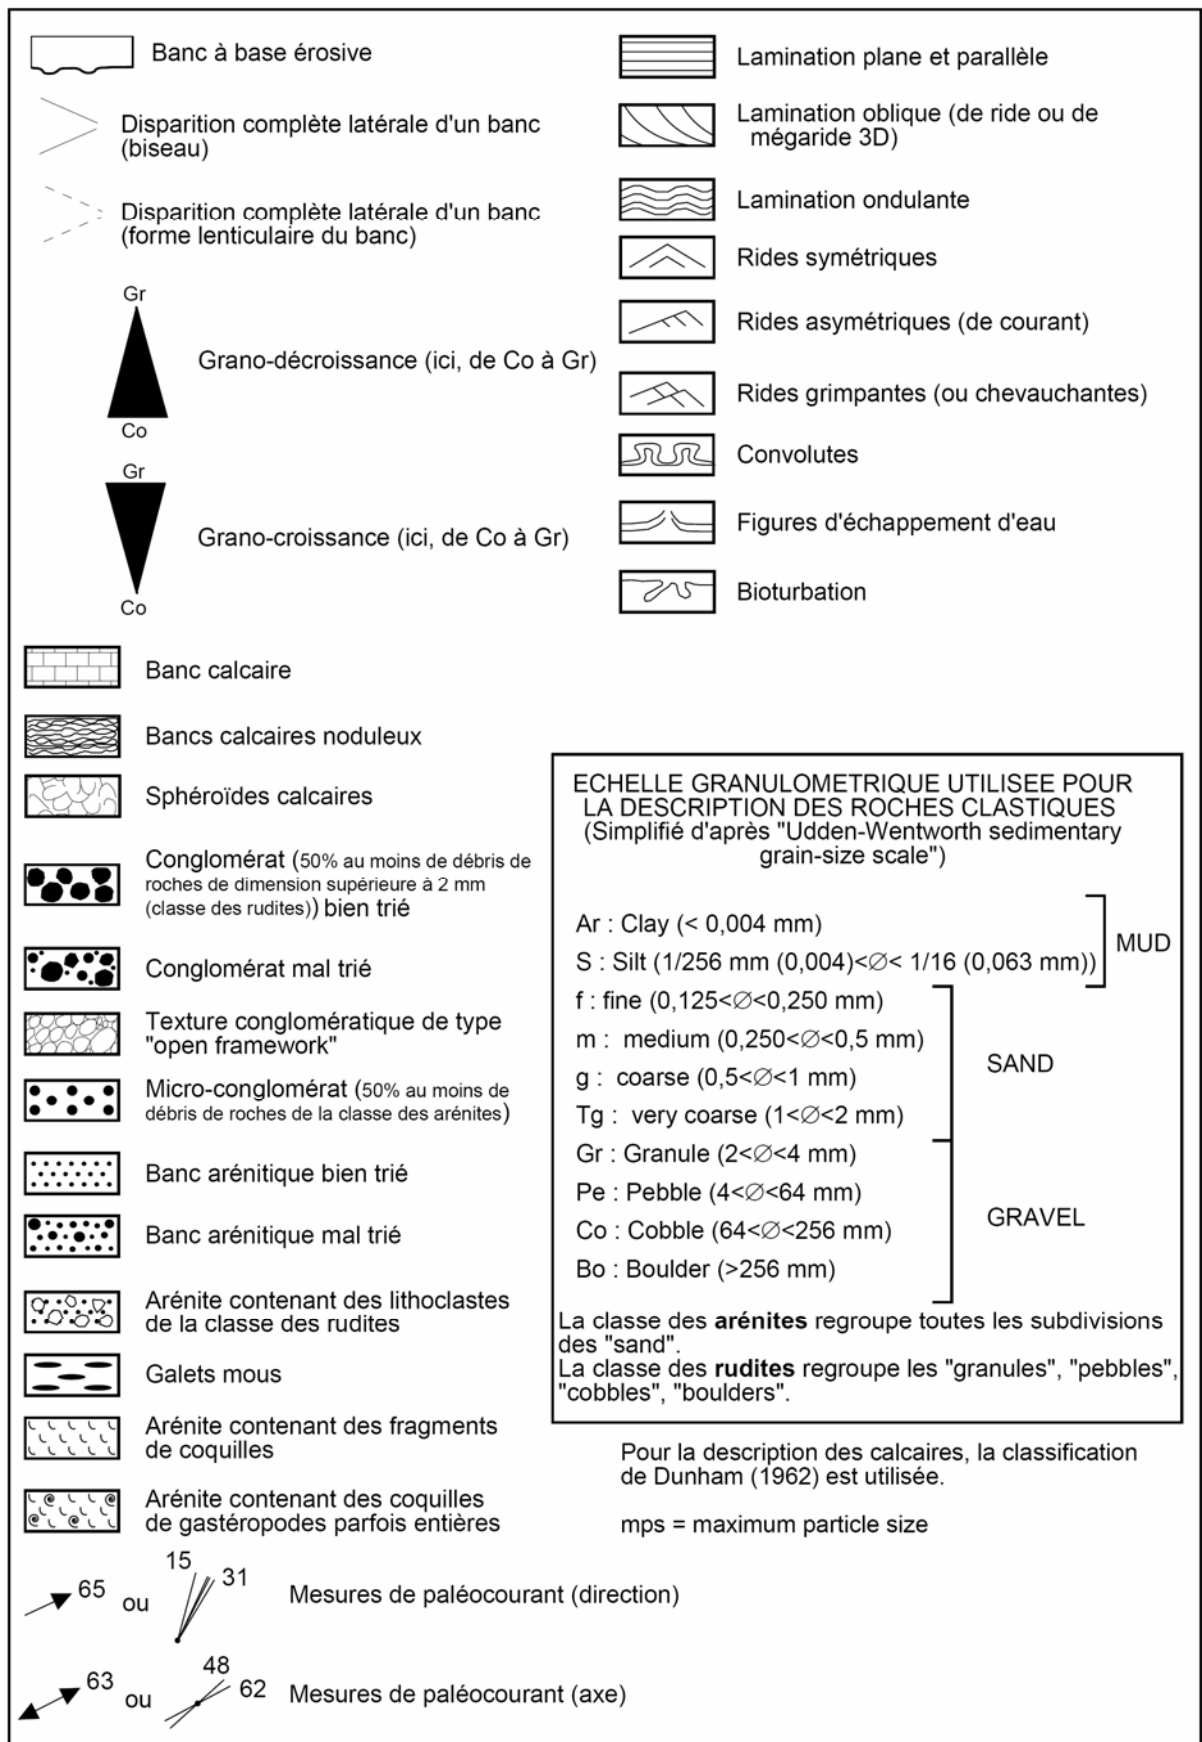 Banc à base érosive
Disparition complète latérale d'un banc
(biseau)
Disparition complète latérale d'un banc
(forme lenticulaire du banc)
Gr
Grano-décroissance (ici, de Co à Gr)
Co
Gr
Grano-croissance (ici, de Co à Gr)
Co
Lamination plane et parallèle
Lamination oblique (de ride ou de
mégaride 3D)
Lamination ondulante
Rides symétriques
Rides asymétriques (de courant)
Rides grimpantes (ou chevauchantes)
Convolutes
Figures d'échappement d'eau
Bioturbation
Banc calcaire
Bancs calcaires noduleux
Sphéroïdes calcaires
Conglomérat (50% au moins de débris de
roches de dimension supérieure à 2 mm
(classe des rudites)) bien trié
Conglomérat mal trié
Texture conglomératique de type
"open framework"
Micro-conglomérat (50% au moins de
débris de roches de la classe des arénites)
Banc arénitique bien trié
Banc arénitique mal trié
Arénite contenant des lithoclastes
de la classe des rudites
Galets mous
Arénite contenant des fragments
de coquilles
Arénite contenant des coquilles
de gastéropodes parfois entières
ECHELLE GRANULOMETRIQUE UTILISEE POUR
LA DESCRIPTION DES ROCHES CLASTIQUES
(Simplifié d'après "Udden-Wentworth sedimentary
grain-size scale")
Ar : Clay (< 0,004 mm)
S : Silt (1/256 mm (0,004)<∅< 1/16 (0,063 mm))
MUD
f : fine (0,125<∅<0,250 mm)
m : medium (0,250<∅<0,5 mm)
g : coarse (0,5<∅<1 mm)
Tg : very coarse (1<∅<2 mm)
SAND
Gr : Granule (2<∅<4 mm)
Pe : Pebble (4<∅<64 mm)
Co : Cobble (64<∅<256 mm)
Bo : Boulder (>256 mm)
GRAVEL
La classe des arénites regroupe toutes les subdivisions
des "sand".
La classe des rudites regroupe les "granules", "pebbles",
"cobbles", "boulders".
Pour la description des calcaires, la classification
de Dunham (1962) est utilisée.
mps = maximum particle size
65 ou 15 31 Mesures de paléocourant (direction)
63 ou 48 62 Mesures de paléocourant (axe)